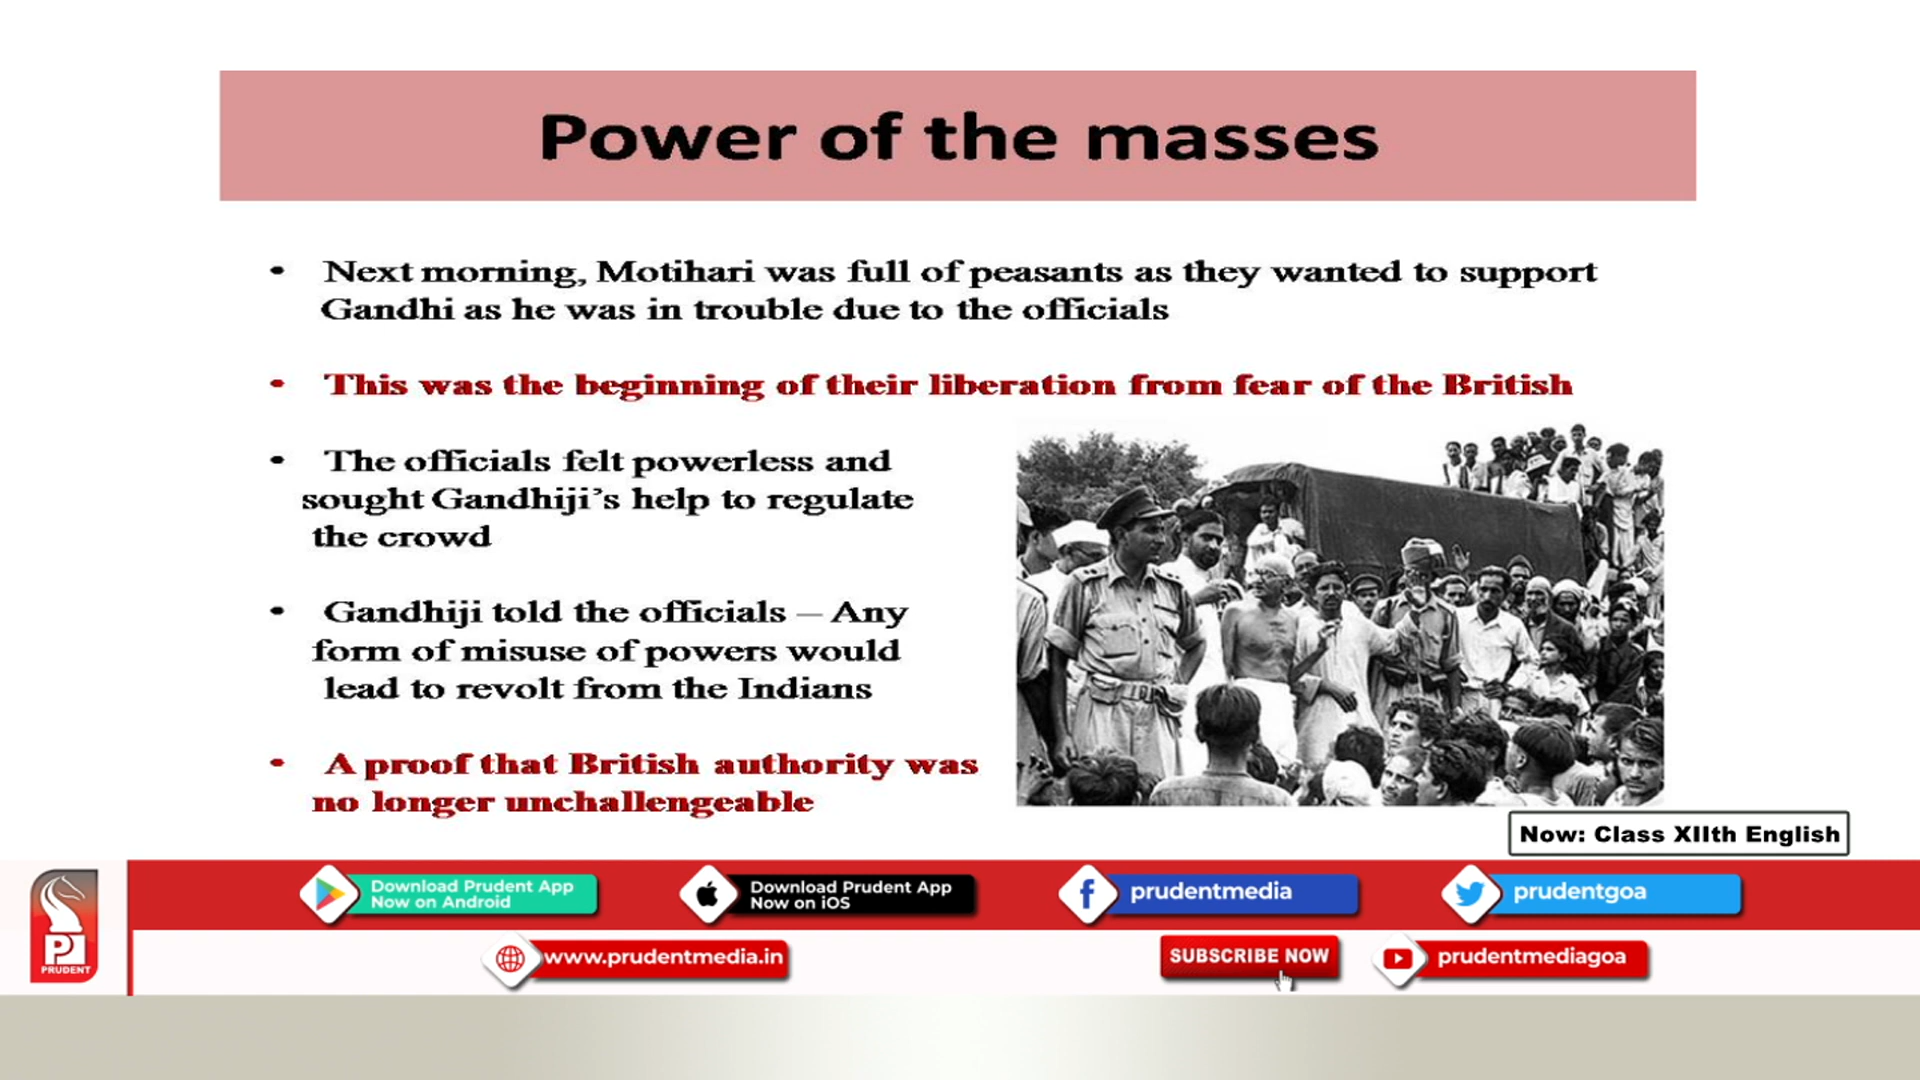 Power of the masses
• Next morning, Motihari was full of peasants as they wanted to support
Gandhi as he was in trouble due to the officials
• This was the beginning of their liberation from fear of the British
• The officials felt powerless and
sought Gandhiji’s help to regulate
the crowd
• Gandhiji told the officials – Any
form of misuse of powers would
lead to revolt from the Indians
• A proof that British authority was
no longer unchallengeable
Now: Class XIIth English
Download Prudent App
Now on Android
Download Prudent App
Now on iOS
prudentmedia
prudentgoa
PRUDENT
www.prudentmedia.in
SUBSCRIBE NOW
prudentmediagoa